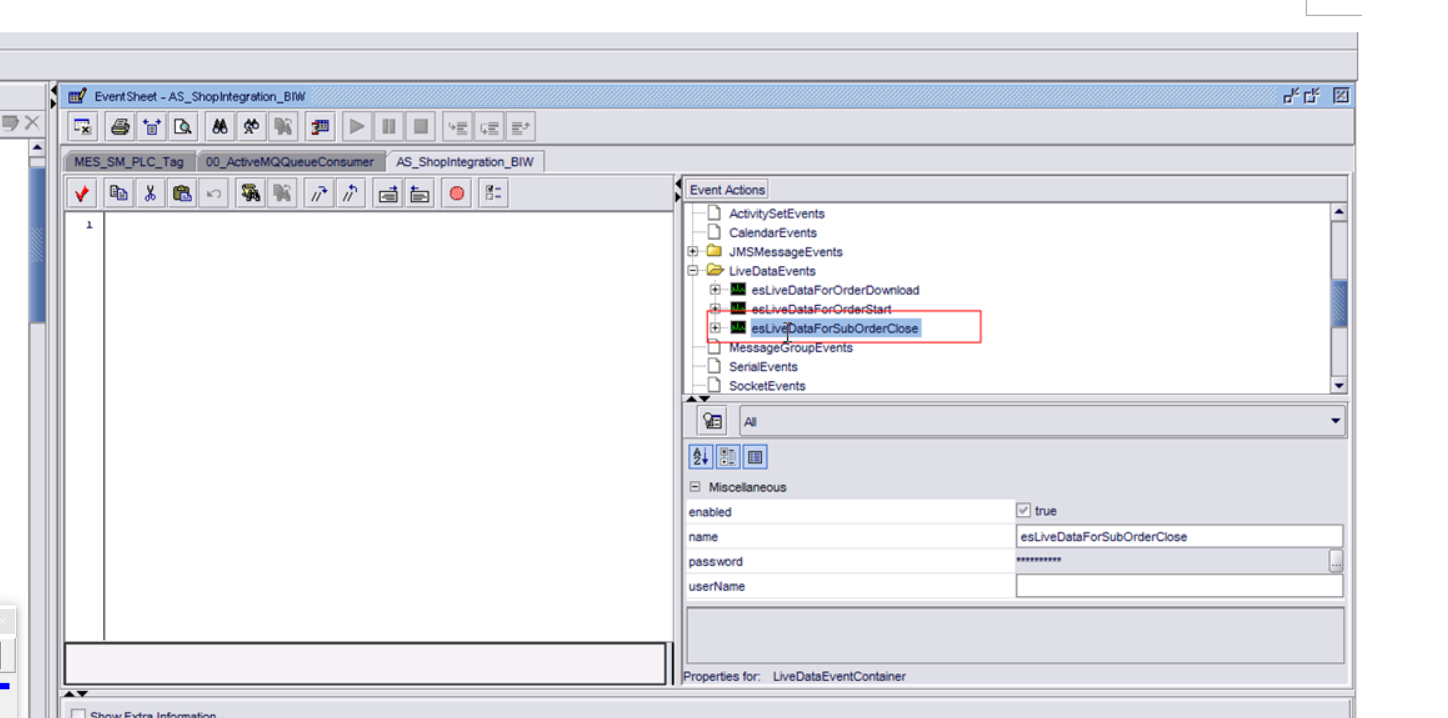 EventSheet - AS_ShopIntegration_BIW
MES_SM_PLC_Tag 00_ActiveMQQueueConsumer AS_ShopIntegration_BIW
1
Event Actions
ActivitySetEvents
CalendarEvents
JMSMessageEvents
LiveDataEvents
esLiveDataForOrderDownload
esLiveDataForOrderStart
esLiveDataForSubOrderClose
MessageGroupEvents
SerialEvents
SocketEvents
All
Miscellaneous
enabled true
name esLiveDataForSubOrderClose
password **********
userName
Properties for: LiveDataEventContainer
Show Extra Information